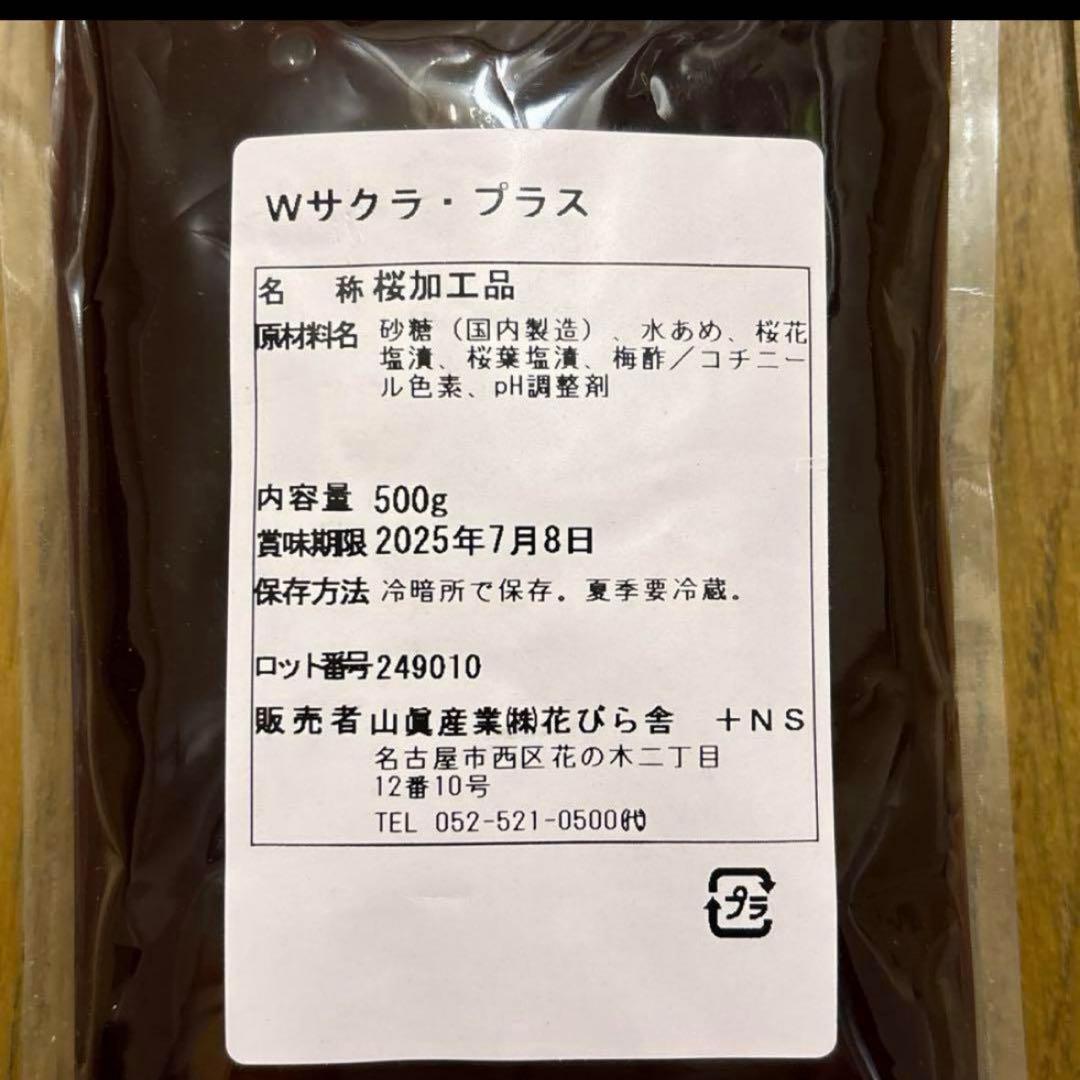 Wサクラ・プラス
名 称 桜加工品
原材料名 砂糖（国内製造）、水あめ、桜花
塩漬、桜葉塩漬、梅酢／コチニー
ル色素、pH調整剤
内容量 500g
賞味期限 2025年7月8日
保存方法 冷暗所で保存。夏季要冷蔵。
ロット番号 249010
販売者 山眞産業㈱花びら舎 +NS
名古屋市西区花の木二丁目
12番10号
TEL 052-521-0500㈹
プラ